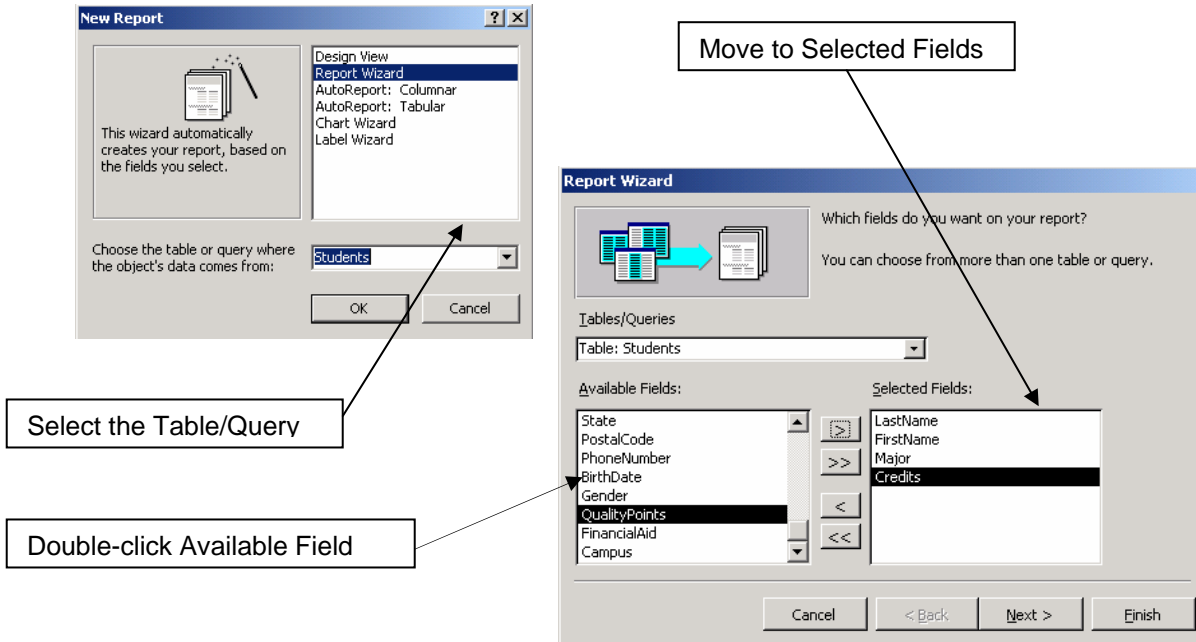 New Report
Design View
Report Wizard
AutoReport: Columnar
AutoReport: Tabular
Chart Wizard
Label Wizard
This wizard automatically
creates your report, based on
the fields you select.
Choose the table or query where
the object's data comes from:
Students
OK
Cancel
Move to Selected Fields
Select the Table/Query
Double-click Available Field
Report Wizard
Which fields do you want on your report?
You can choose from more than one table or query.
Tables/Queries
Table: Students
Available Fields:
State
PostalCode
PhoneNumber
BirthDate
Gender
QualityPoints
FinancialAid
Campus
>
>>
<
<<
Selected Fields:
LastName
FirstName
Major
Credits
Cancel
< Back
Next >
Finish